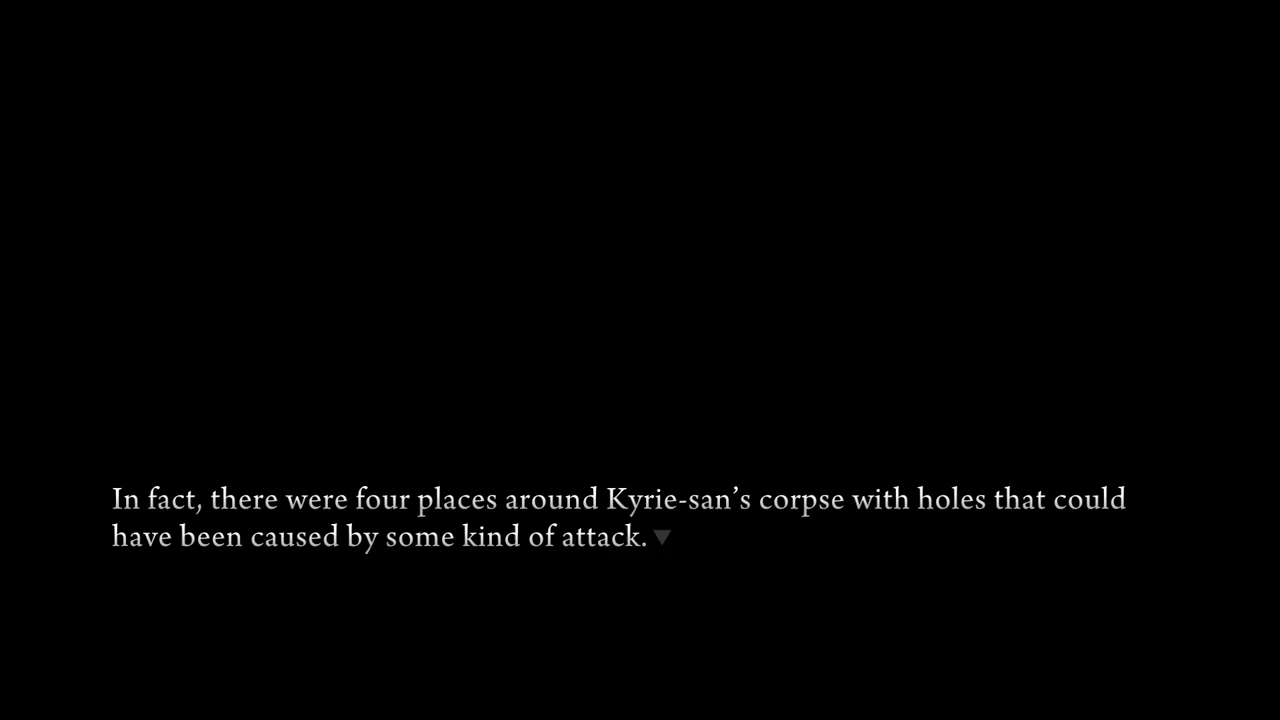 In fact, there were four places around Kyrie-san’s corpse with holes that could
have been caused by some kind of attack.